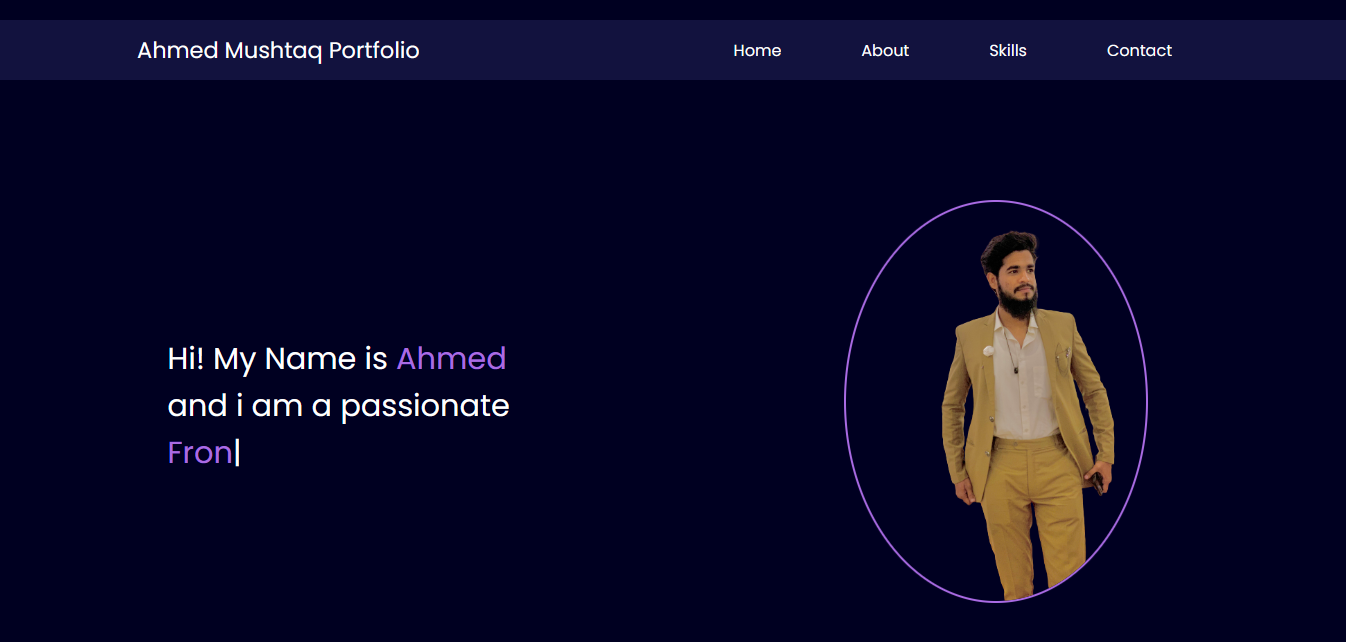 Ahmed Mushtaq Portfolio Home About Skills Contact
Hi! My Name is Ahmed
and i am a passionate
Fron|